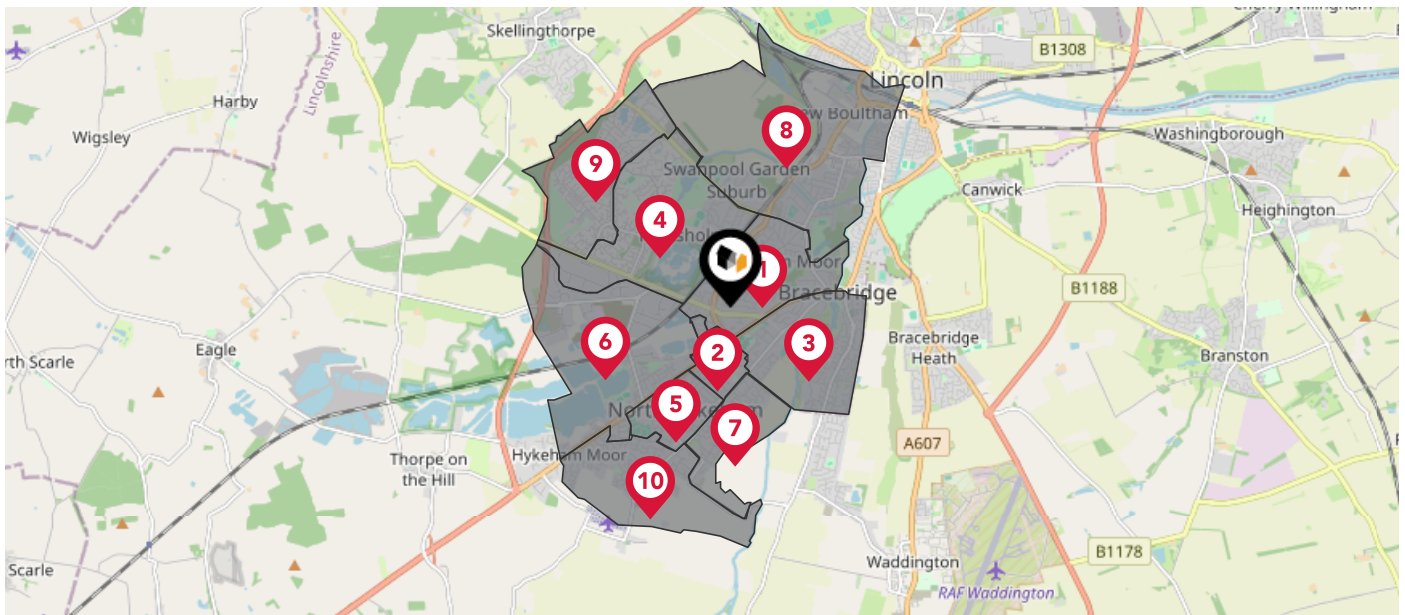 Skellingthorpe
B1308
Lincoln
Harby
Lincolnshire
Wigsley
8
Boultham
Washingborough
9
Swanpool Garden
Suburb
Canwick
Heighington
4
1
Moor
Bracebridge
B1188
Eagle
6
2
3
Bracebridge
Heath
rth Scarle
Branston
5
7
A607
Hykeham Moor
Thorpe on
the Hill
10
B1178
Waddington
Scarle
RAF Waddington